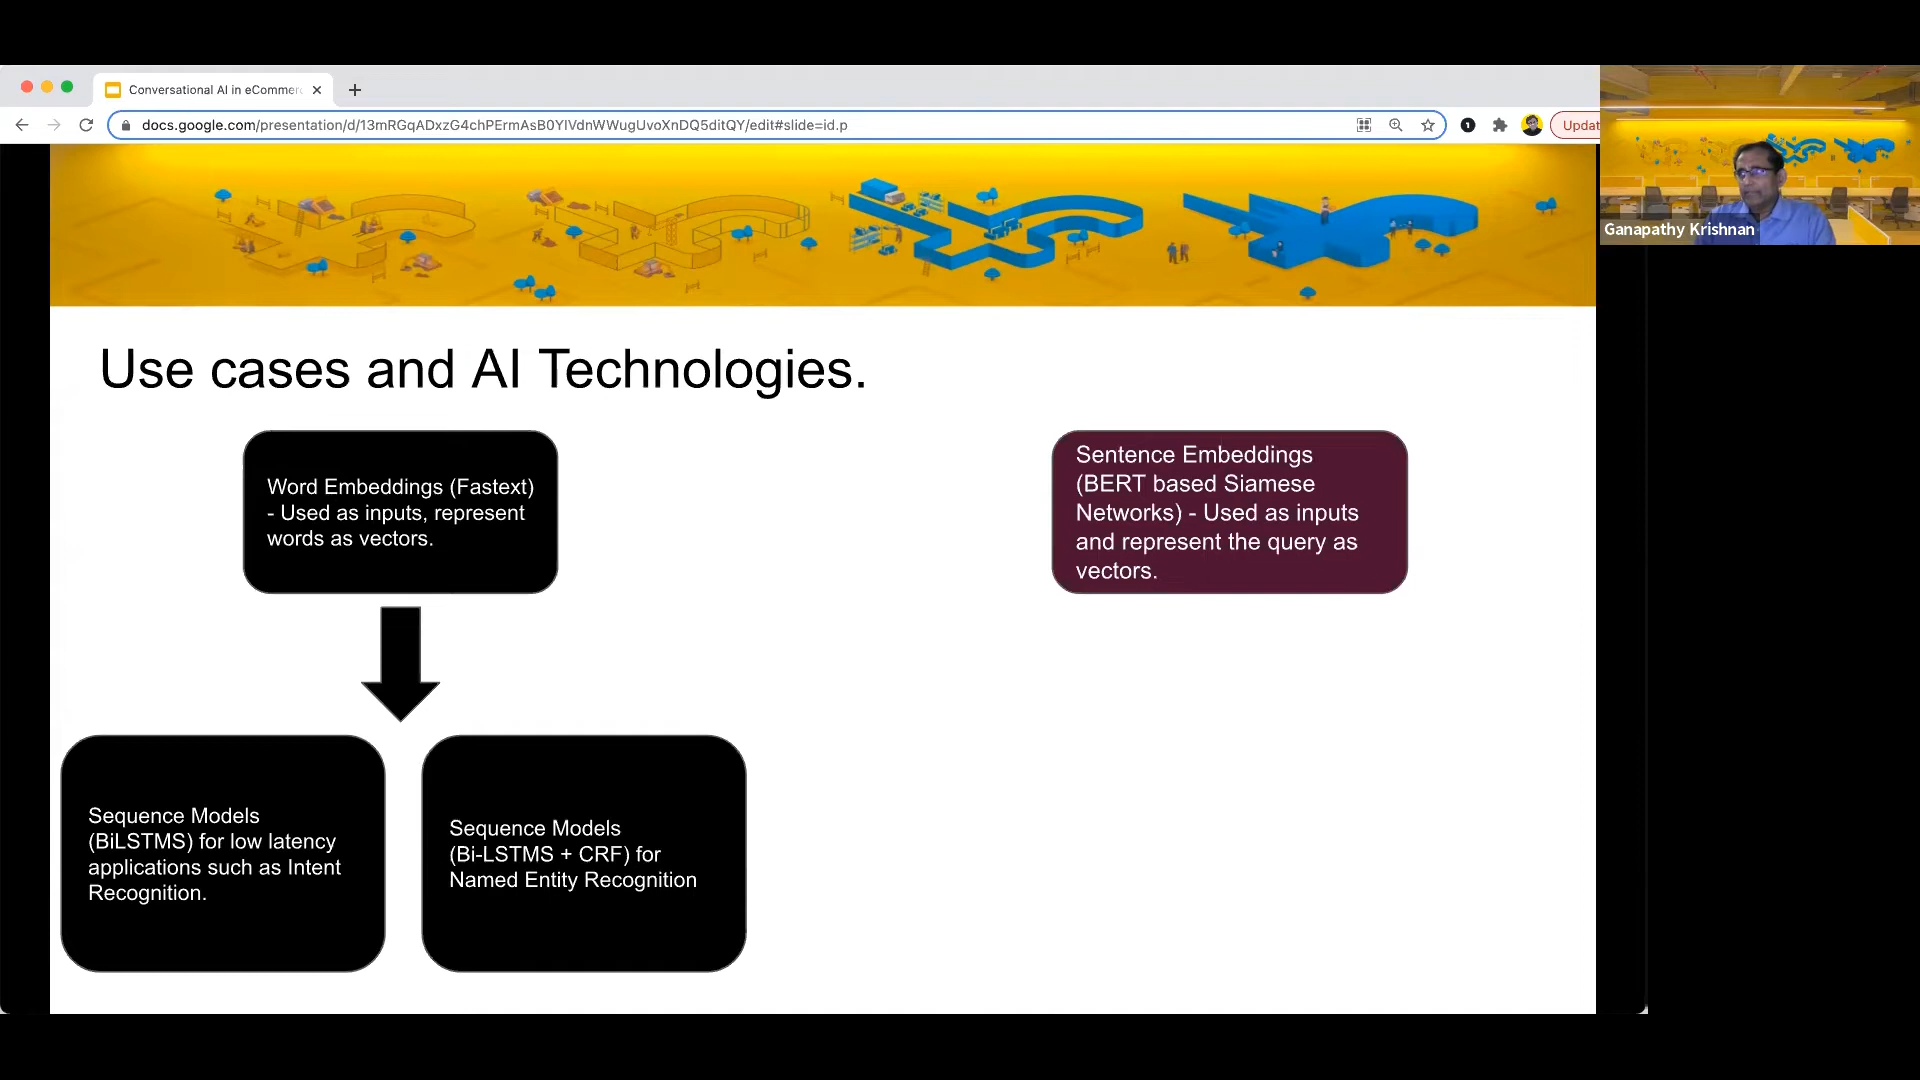 Conversational AI in eCommer
docs.google.com/presentation/d/13mRGqADxzG4chPErmAsB0YIVdnWWugUvoXnDQ5ditQY/edit#slide=id.p
1
Updat
Ganapathy Krishnan
Use cases and AI Technologies.
Word Embeddings (Fastext)
- Used as inputs, represent
words as vectors.
Sentence Embeddings
(BERT based Siamese
Networks) - Used as inputs
and represent the query as
vectors.
Sequence Models
(BiLSTMS) for low latency
applications such as Intent
Recognition.
Sequence Models
(Bi-LSTMS + CRF) for
Named Entity Recognition